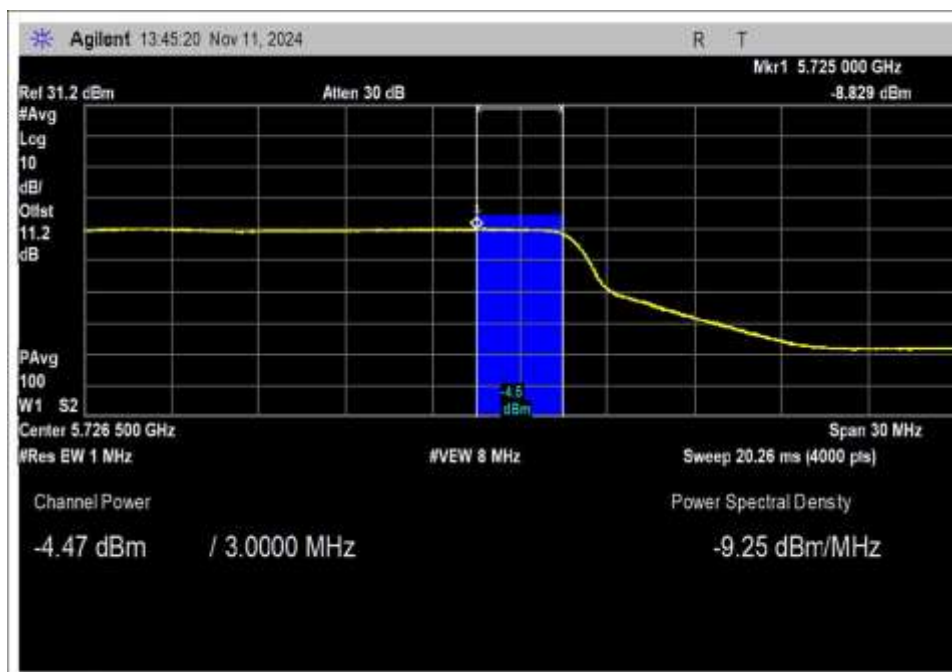 Agilent 13:45:20 Nov 11, 2024 R T
Mkr1 5.725 000 GHz
Ref 31.2 dBm Atten 30 dB -8.829 dBm
#Avg
Log
10
dB/
Offst
11.2
dB
1
PAvg
100
W1 S2
-4.5
dBm
Center 5.726 500 GHz Span 30 MHz
#Res BW 1 MHz #VBW 8 MHz Sweep 20.26 ms (4000 pts)
Channel Power Power Spectral Density
-4.47 dBm / 3.0000 MHz -9.25 dBm/MHz